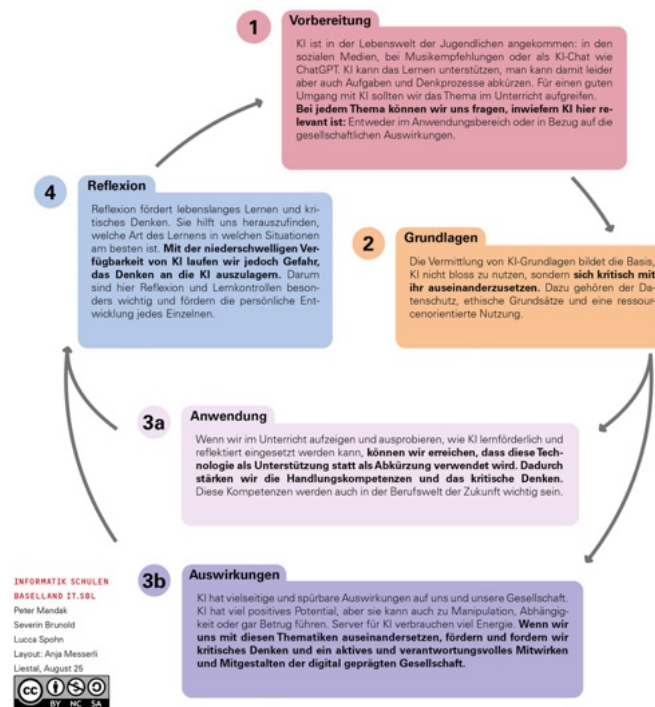 1
Vorbereitung
KI ist in der Lebenswelt der Jugendlichen angekommen: in den
sozialen Medien, bei Musikempfehlungen oder als KI-Chat wie
ChatGPT. KI kann das Lernen unterstützen, man kann damit leider
aber auch Aufgaben und Denkprozesse abkürzen. Für einen guten
Umgang mit KI sollten wir das Thema im Unterricht aufgreifen.
Bei jedem Thema können wir uns fragen, inwiefern KI hier re-
levant ist: Entweder im Anwendungsbereich oder in Bezug auf die
gesellschaftlichen Auswirkungen.
2
Grundlagen
Die Vermittlung von KI-Grundlagen bildet die Basis,
KI nicht bloss zu nutzen, sondern sich kritisch mit
ihr auseinanderzusetzen. Dazu gehören der Da-
tenschutz, ethische Grundsätze und eine ressour-
cenorientierte Nutzung.
3a
Anwendung
Wenn wir im Unterricht aufzeigen und ausprobieren, wie KI lernförderlich und
reflektiert eingesetzt werden kann, können wir erreichen, dass diese Tech-
nologie als Unterstützung statt als Abkürzung verwendet wird. Dadurch
stärken wir die Handlungskompetenzen und das kritische Denken.
Diese Kompetenzen werden auch in der Berufswelt der Zukunft wichtig sein.
3b
Auswirkungen
KI hat vielseitige und spürbare Auswirkungen auf uns und unsere Gesellschaft.
KI hat viel positives Potential, aber sie kann auch zu Manipulation, Abhängig-
keit oder gar Betrug führen. Server für KI verbrauchen viel Energie. Wenn wir
uns mit diesen Thematiken auseinandersetzen, fördern und fordern wir
kritisches Denken und ein aktives und verantwortungsvolles Mitwirken
und Mitgestalten der digital geprägten Gesellschaft.
4
Reflexion
Reflexion fördert lebenslanges Lernen und kri-
tisches Denken. Sie hilft uns herauszufinden,
welche Art des Lernens in welchen Situationen
am besten ist. Mit der niederschwelligen Ver-
fügbarkeit von KI laufen wir jedoch Gefahr,
das Denken an die KI auszulagern. Darum
sind hier Reflexion und Lernkontrollen beson-
ders wichtig und fördern die persönliche Ent-
wicklung jedes Einzelnen.
INFORMATIK SCHULEN
BASELLAND IT.SBL
Peter Mandak
Severin Brunold
Lucca Spohn
Layout: Anja Messerli
Liestal, August 25
cc
BY NC SA